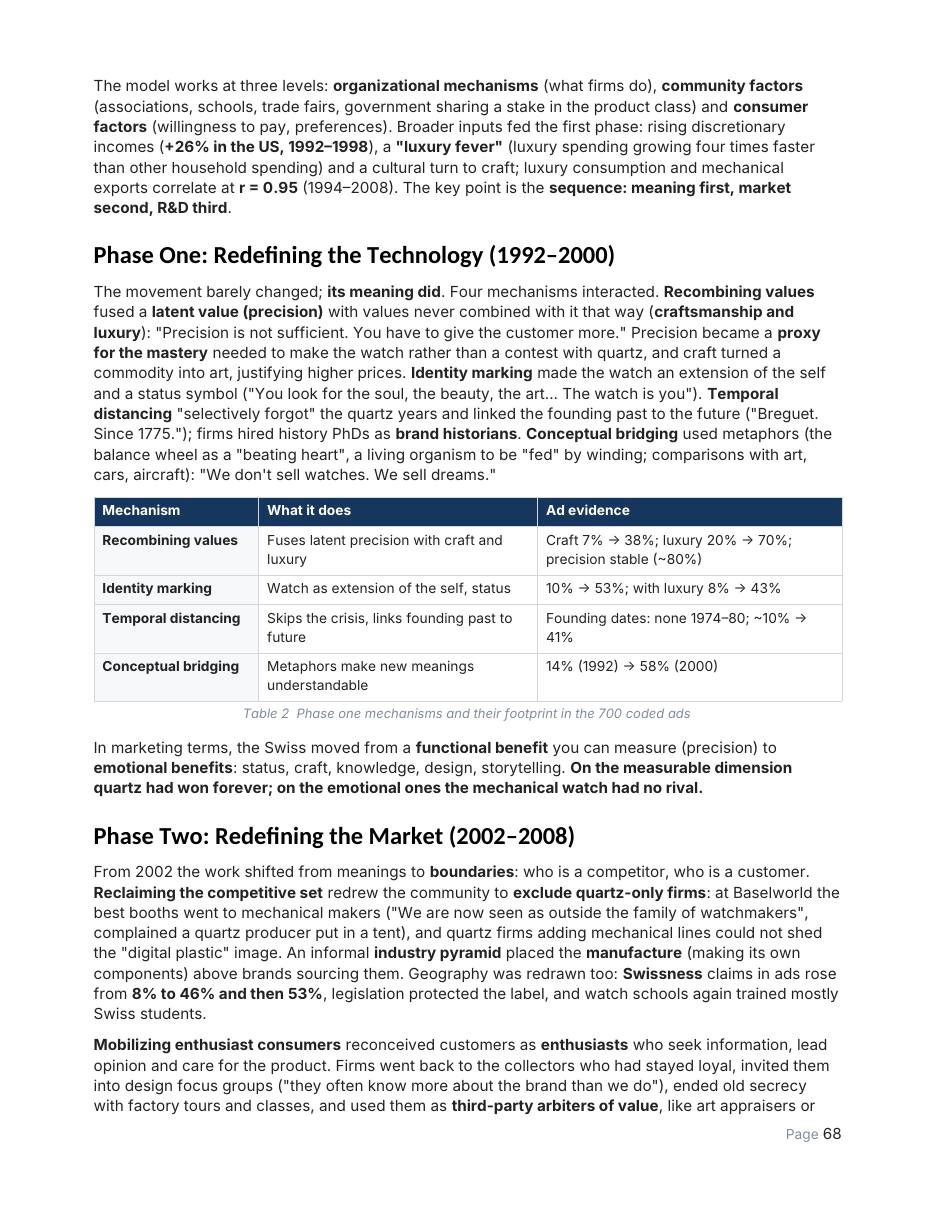 The model works at three levels: organizational mechanisms (what firms do), community factors
(associations, schools, trade fairs, government sharing a stake in the product class) and consumer
factors (willingness to pay, preferences). Broader inputs fed the first phase: rising discretionary
incomes (+26% in the US, 1992–1998), a "luxury fever" (luxury spending growing four times faster
than other household spending) and a cultural turn to craft; luxury consumption and mechanical
exports correlate at r = 0.95 (1994–2008). The key point is the sequence: meaning first, market
second, R&D third.
Phase One: Redefining the Technology (1992–2000)
The movement barely changed; its meaning did. Four mechanisms interacted. Recombining values
fused a latent value (precision) with values never combined with it that way (craftsmanship and
luxury): "Precision is not sufficient. You have to give the customer more." Precision became a proxy
for the mastery needed to make the watch rather than a contest with quartz, and craft turned a
commodity into art, justifying higher prices. Identity marking made the watch an extension of the self
and a status symbol ("You look for the soul, the beauty, the art... The watch is you"). Temporal
distancing "selectively forgot" the quartz years and linked the founding past to the future ("Breguet.
Since 1775."); firms hired history PhDs as brand historians. Conceptual bridging used metaphors (the
balance wheel as a "beating heart", a living organism to be "fed" by winding; comparisons with art,
cars, aircraft): "We don't sell watches. We sell dreams."
Mechanism What it does Ad evidence
Recombining values Fuses latent precision with craft and luxury Craft 7% → 38%; luxury 20% → 70%; precision stable (~80%)
Identity marking Watch as extension of the self, status 10% → 53%; with luxury 8% → 43%
Temporal distancing Skips the crisis, links founding past to future Founding dates: none 1974–80; ~10% → 41%
Conceptual bridging Metaphors make new meanings understandable 14% (1992) → 58% (2000)
Table 2 Phase one mechanisms and their footprint in the 700 coded ads
In marketing terms, the Swiss moved from a functional benefit you can measure (precision) to
emotional benefits: status, craft, knowledge, design, storytelling. On the measurable dimension
quartz had won forever; on the emotional ones the mechanical watch had no rival.
Phase Two: Redefining the Market (2002–2008)
From 2002 the work shifted from meanings to boundaries: who is a competitor, who is a customer.
Reclaiming the competitive set redrew the community to exclude quartz-only firms: at Baselworld the
best booths went to mechanical makers ("We are now seen as outside the family of watchmakers",
complained a quartz producer put in a tent), and quartz firms adding mechanical lines could not shed
the "digital plastic" image. An informal industry pyramid placed the manufacture (making its own
components) above brands sourcing them. Geography was redrawn too: Swissness claims in ads rose
from 8% to 46% and then 53%, legislation protected the label, and watch schools again trained mostly
Swiss students.
Mobilizing enthusiast consumers reconceived customers as enthusiasts who seek information, lead
opinion and care for the product. Firms went back to the collectors who had stayed loyal, invited them
into design focus groups ("they often know more about the brand than we do"), ended old secrecy
with factory tours and classes, and used them as third-party arbiters of value, like art appraisers or
Page 68